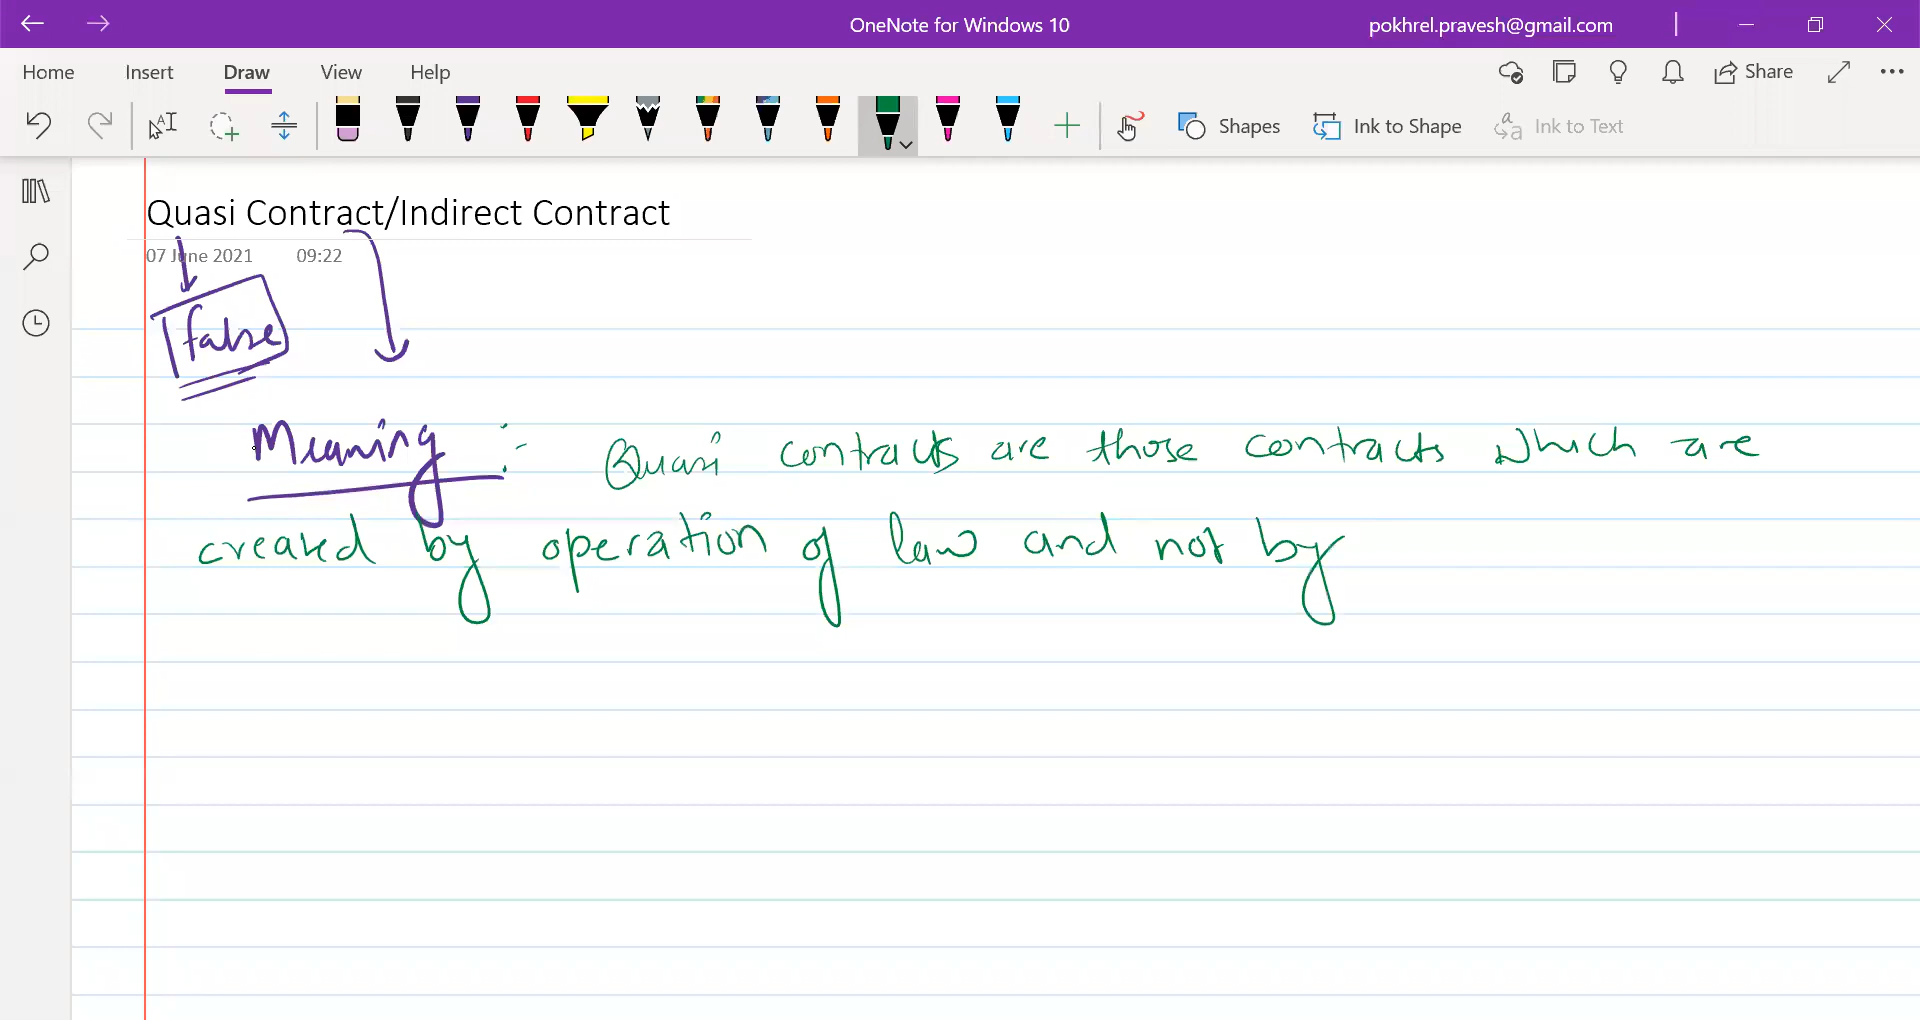 OneNote for Windows 10
pokhrel.pravesh@gmail.com
Home Insert Draw View Help
Share
Shapes Ink to Shape Ink to Text
Quasi Contract/Indirect Contract
07 June 2021 09:22
false
Meaning :- Quasi contracts are those contracts which are
created by operation of law and not by